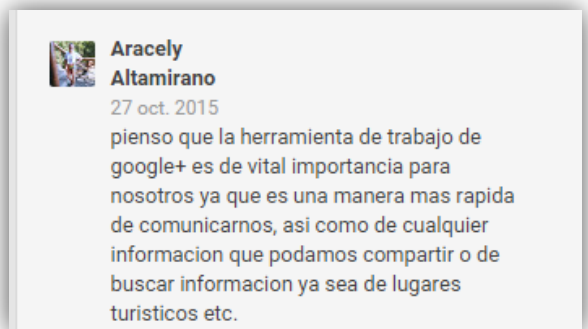 Aracely
Altamirano
27 oct. 2015
pienso que la herramienta de trabajo de
google+ es de vital importancia para
nosotros ya que es una manera mas rapida
de comunicarnos, asi como de cualquier
informacion que podamos compartir o de
buscar informacion ya sea de lugares
turisticos etc.